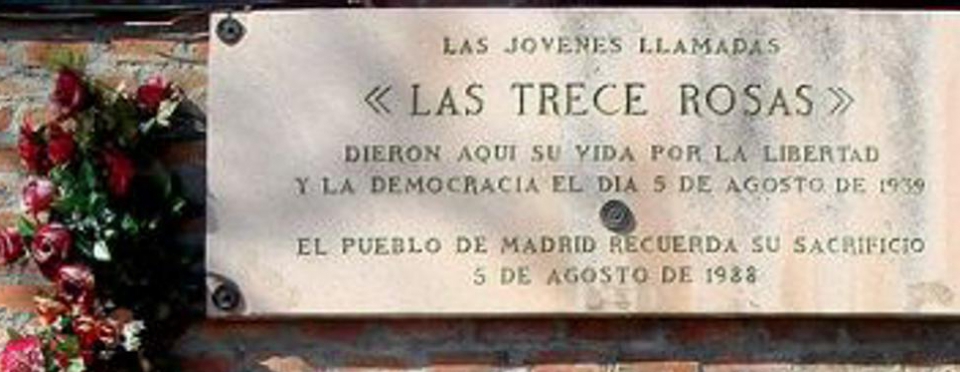 LAS JOVENES LLAMADAS
« LAS TRECE ROSAS »
DIERON AQUI SU VIDA POR LA LIBERTAD
Y LA DEMOCRACIA EL DIA 5 DE AGOSTO DE 1939
EL PUEBLO DE MADRID RECUERDA SU SACRIFICIO
5 DE AGOSTO DE 1988